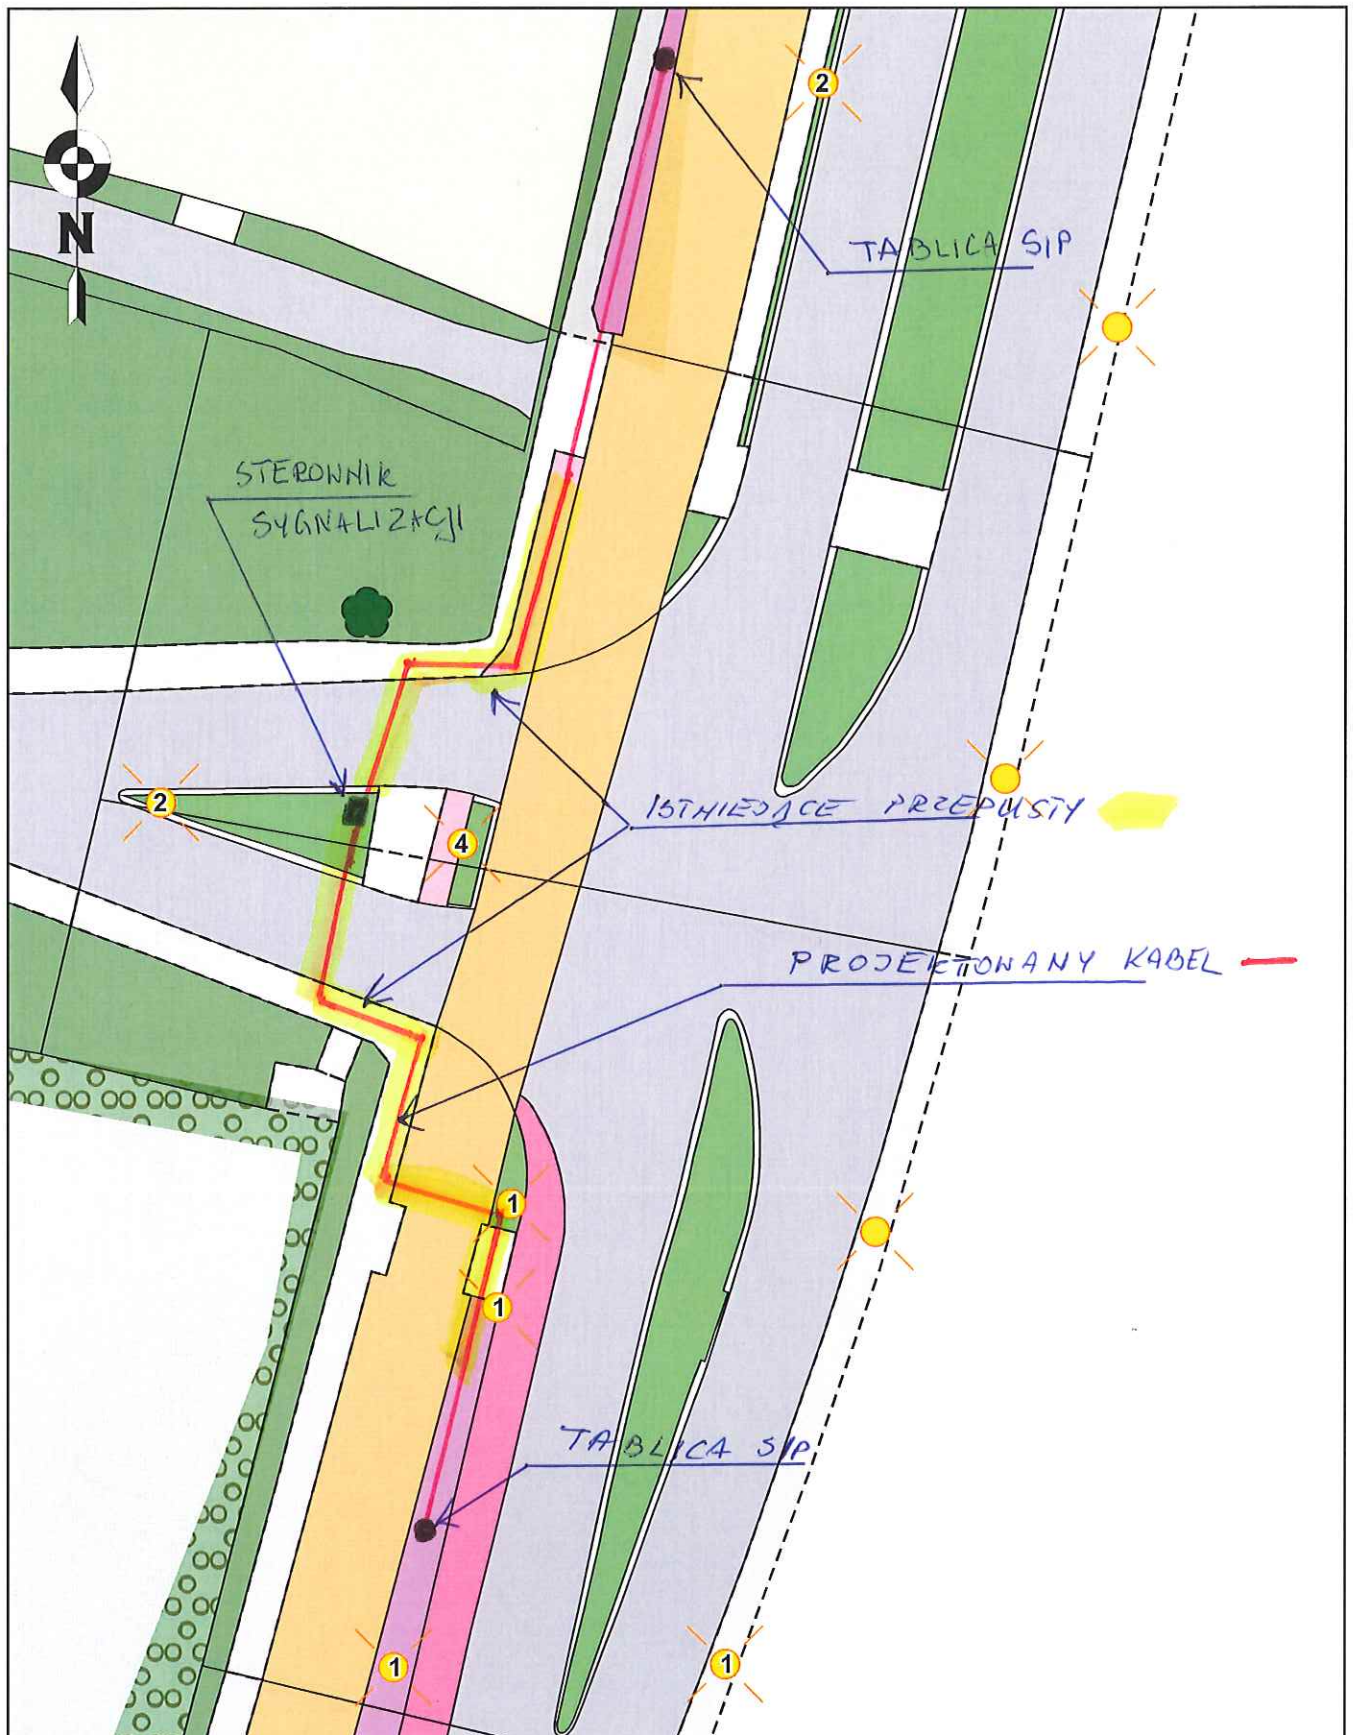 2
N
TABLICA SIP
STEROWNIK
SYGNALIZACJI
2
4
ISTNIEJĄCE PRZEPUSTY
PROJEKTOWANY KABEL
1
1
TABLICA SIP
1
1